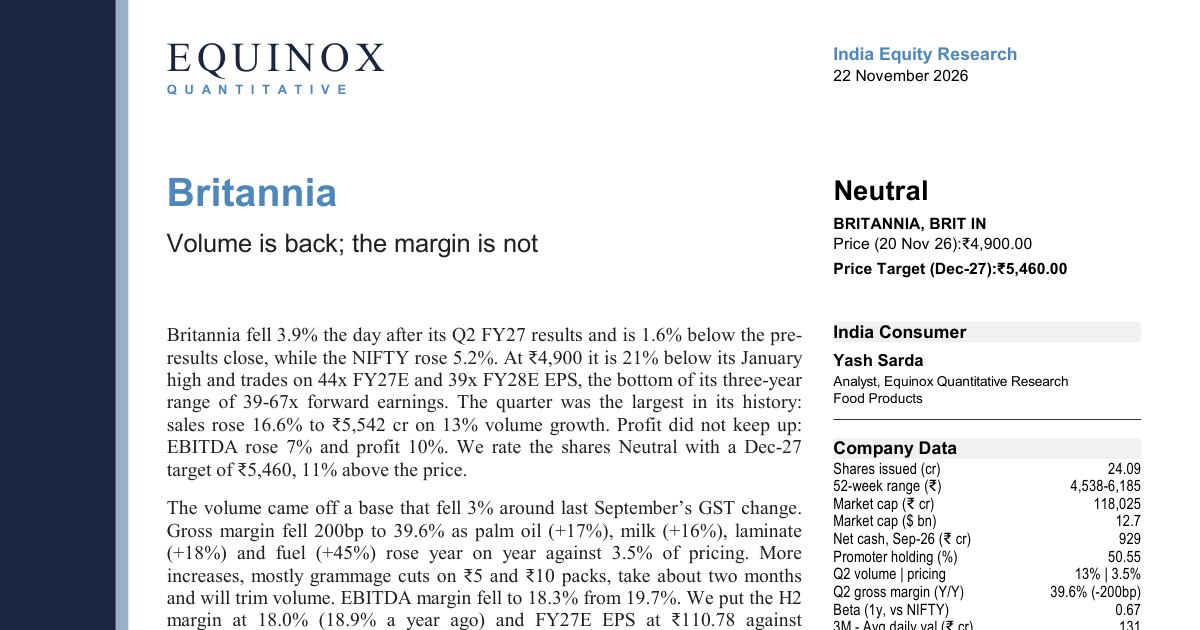 EQUINOX
QUANTITATIVE
India Equity Research
22 November 2026
Britannia
Volume is back; the margin is not
Neutral
BRITANNIA, BRIT IN
Price (20 Nov 26):₹4,900.00
Price Target (Dec-27):₹5,460.00
Britannia fell 3.9% the day after its Q2 FY27 results and is 1.6% below the pre-
results close, while the NIFTY rose 5.2%. At ₹4,900 it is 21% below its January
high and trades on 44x FY27E and 39x FY28E EPS, the bottom of its three-year
range of 39-67x forward earnings. The quarter was the largest in its history:
sales rose 16.6% to ₹5,542 cr on 13% volume growth. Profit did not keep up:
EBITDA rose 7% and profit 10%. We rate the shares Neutral with a Dec-27
target of ₹5,460, 11% above the price.
The volume came off a base that fell 3% around last September’s GST change.
Gross margin fell 200bp to 39.6% as palm oil (+17%), milk (+16%), laminate
(+18%) and fuel (+45%) rose year on year against 3.5% of pricing. More
increases, mostly grammage cuts on ₹5 and ₹10 packs, take about two months
and will trim volume. EBITDA margin fell to 18.3% from 19.7%. We put the H2
margin at 18.0% (18.9% a year ago) and FY27E EPS at ₹110.78 against
India Consumer
Yash Sarda
Analyst, Equinox Quantitative Research
Food Products
Company Data
Shares issued (cr) 24.09
52-week range (₹) 4,538-6,185
Market cap (₹ cr) 118,025
Market cap ($ bn) 12.7
Net cash, Sep-26 (₹ cr) 929
Promoter holding (%) 50.55
Q2 volume | pricing 13% | 3.5%
Q2 gross margin (Y/Y) 39.6% (-200bp)
Beta (1y, vs NIFTY) 0.67
3M - Avg daily val (₹ cr) 131